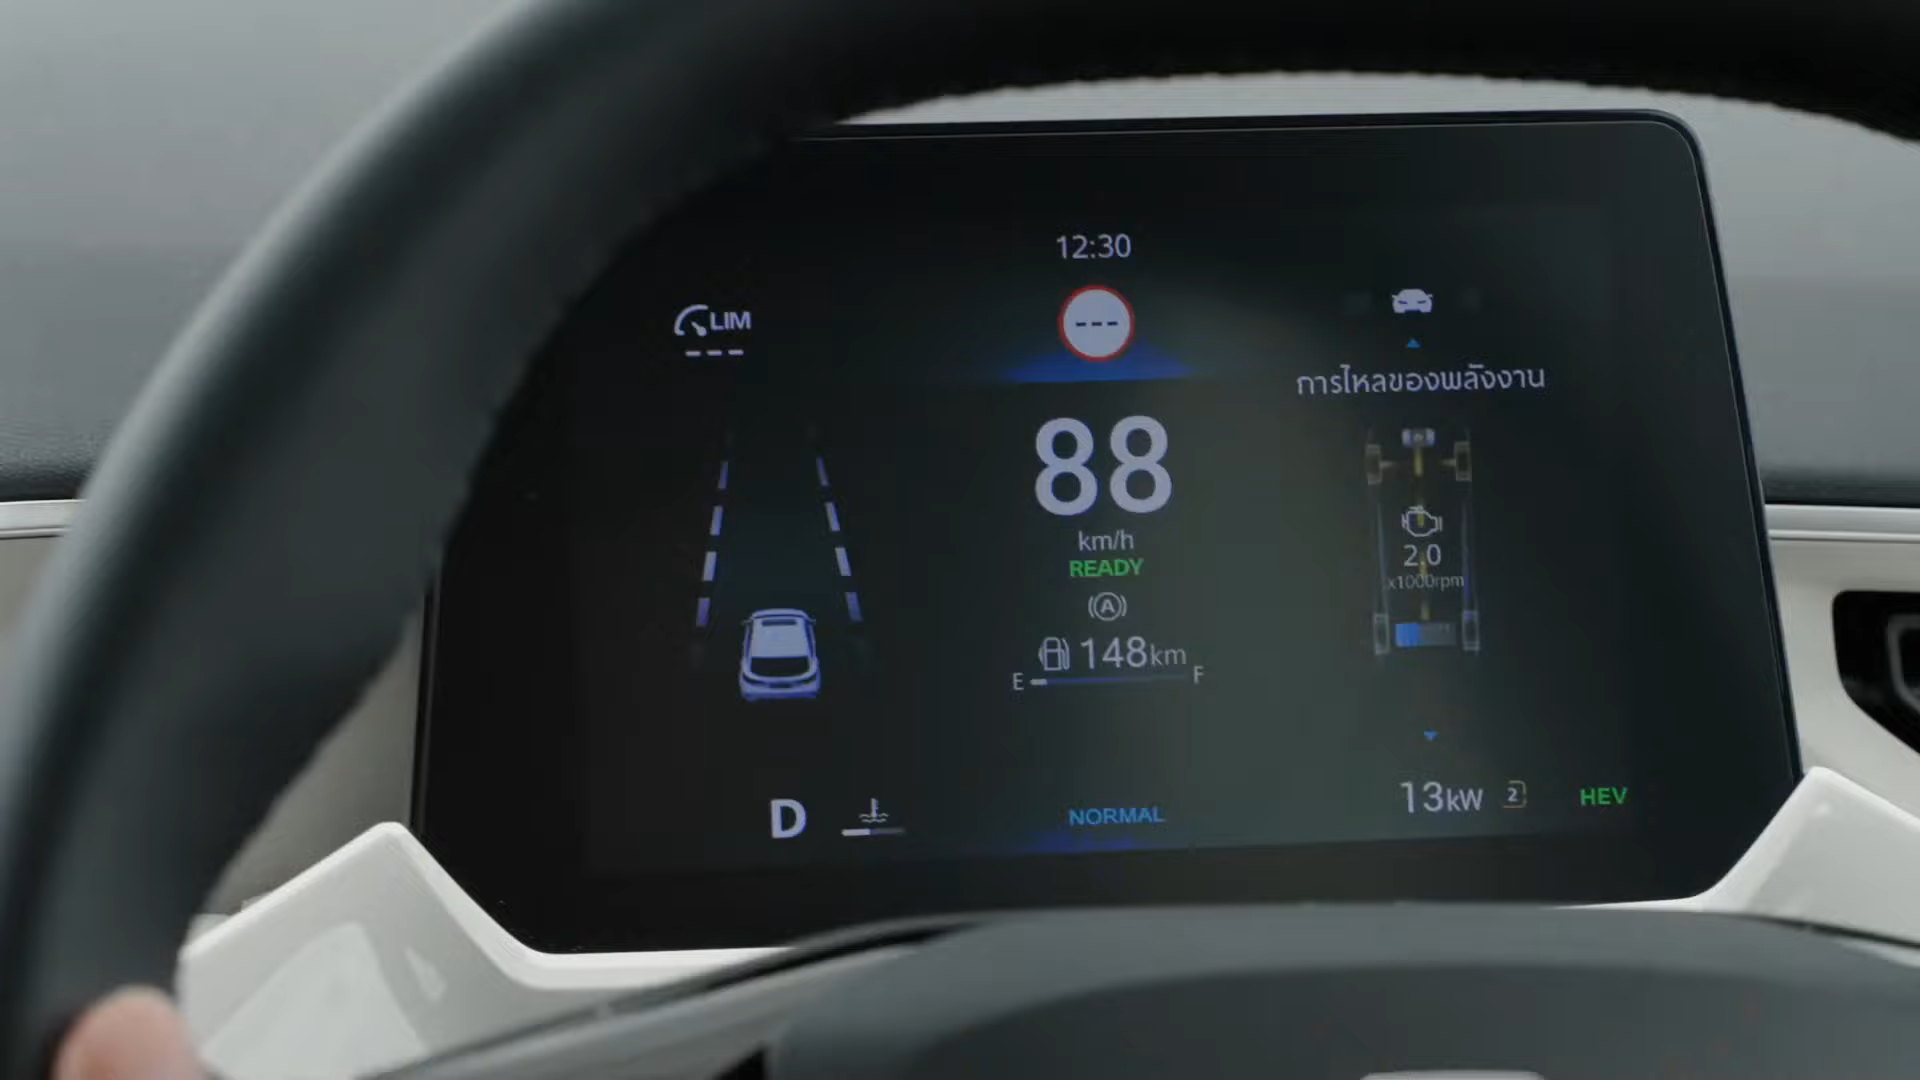 12:30
LIM
---
---
การไหลของพลังงาน
88
km/h
READY
(A)
148km
E F
2.0
x1000rpm
D
NORMAL
13kW 2 HEV